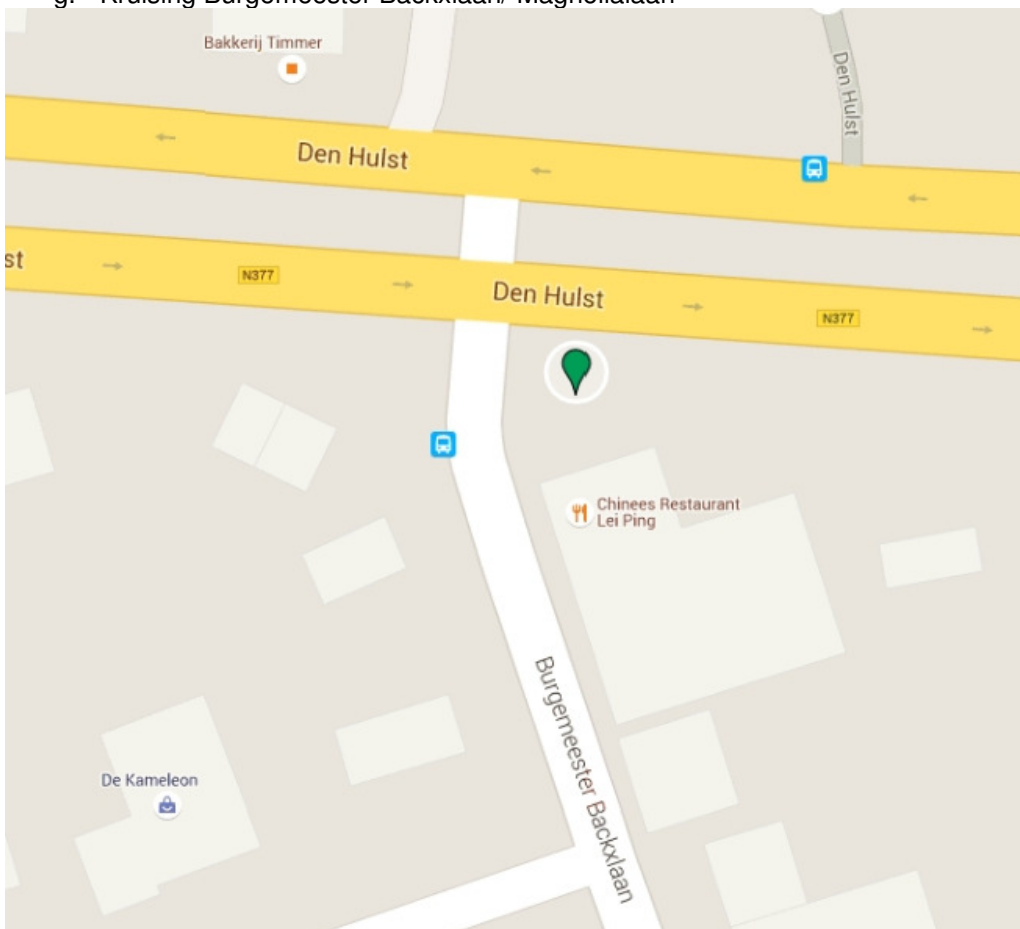 g. Kruising Burgemeester Backxlaan/ Magnolialaan
Bakkerij Timmer
Den Hulst
Den Hulst
st
N377
Den Hulst
N377
Chinees Restaurant
Lei Ping
Burgemeester Backxlaan
De Kameleon